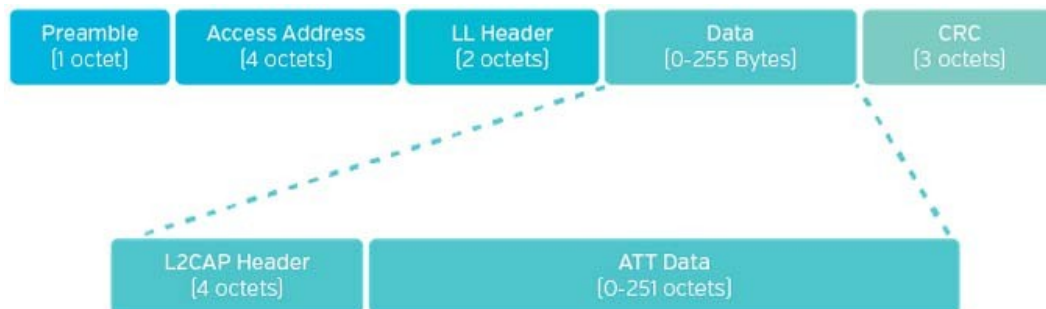 Preamble
(1 octet)
Access Address
(4 octets)
LL Header
(2 octets)
Data
(0-255 Bytes)
CRC
(3 octets)
L2CAP Header
(4 octets)
ATT Data
(0-251 octets)